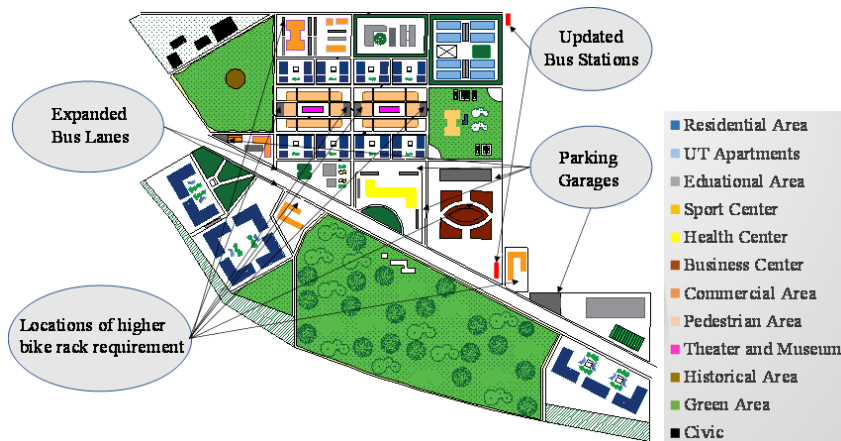 Updated
Bus Stations
Expanded
Bus Lanes
Parking
Garages
Locations of higher
bike rack requirement
Residential Area
UT Apartments
Eduational Area
Sport Center
Health Center
Business Center
Commercial Area
Pedestrian Area
Theater and Museum
Historical Area
Green Area
Civic